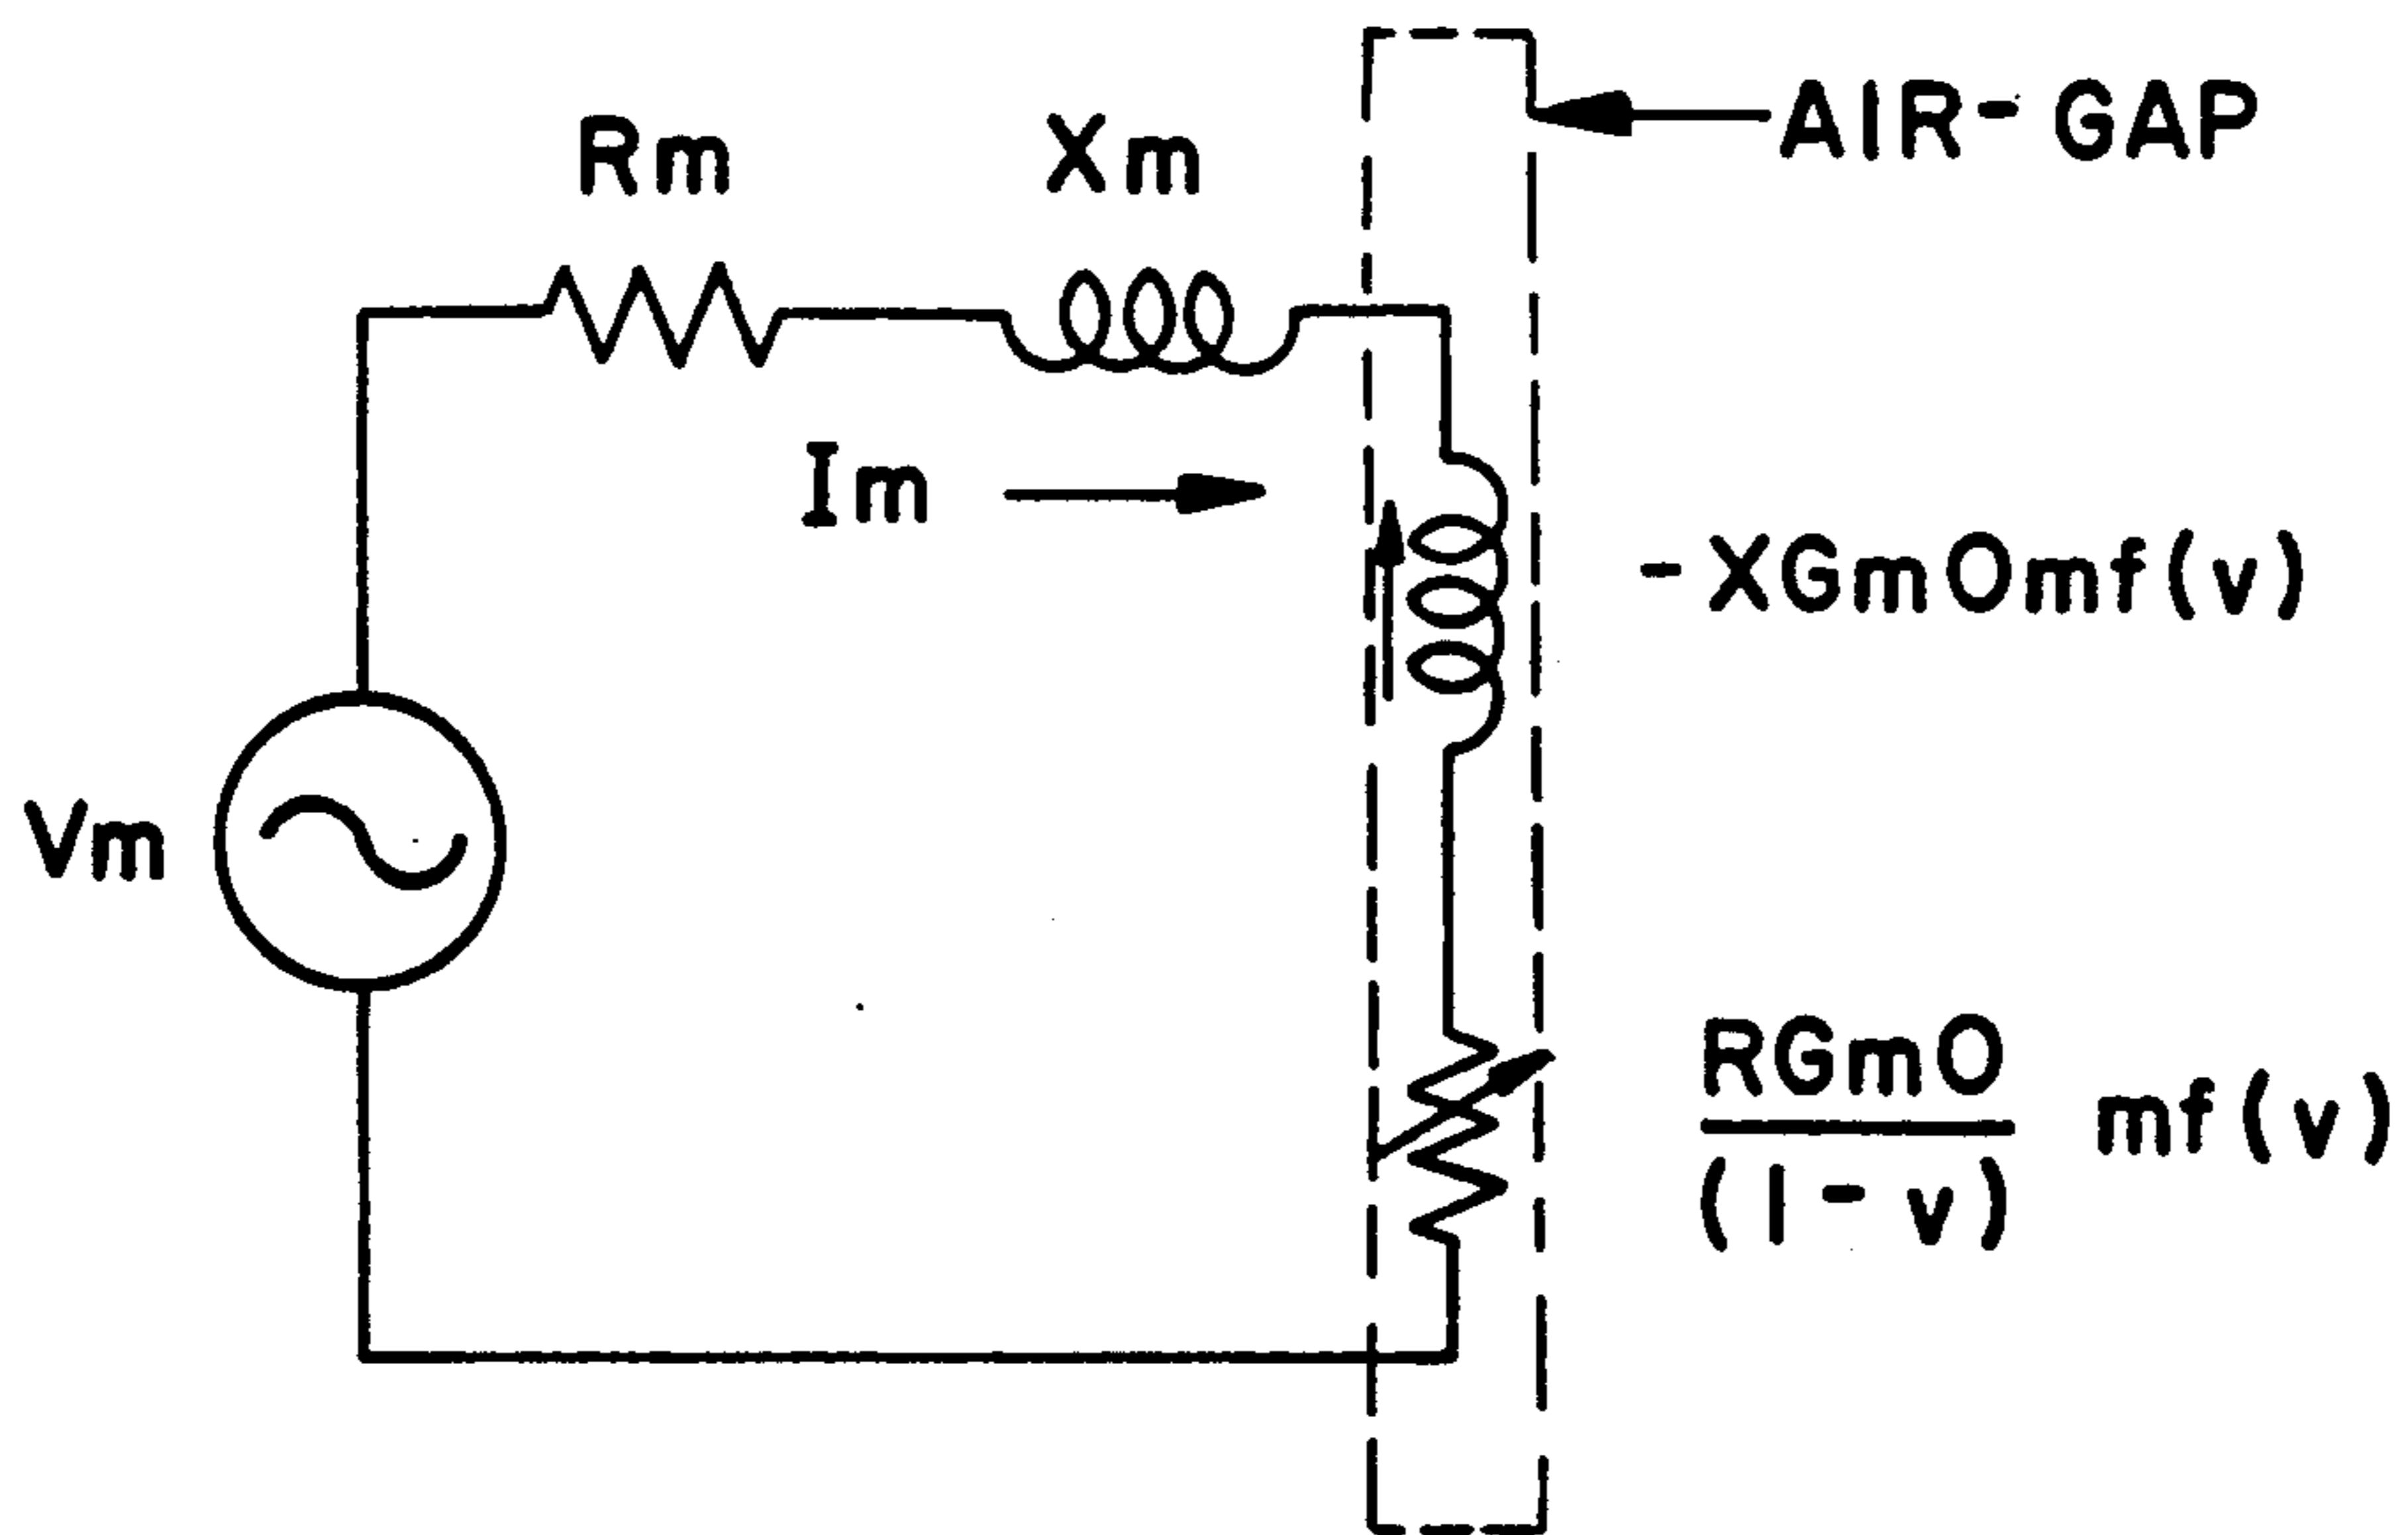 AIR-GAP
Rm
Xm
Im
-XGmOmf(v)
Vm
RGmO
mf(v)
(1-v)